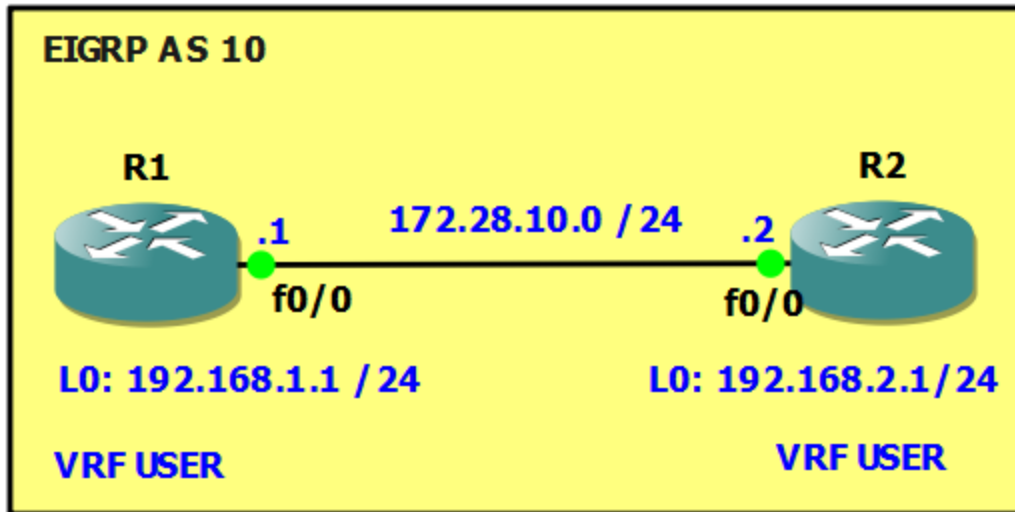 EIGRP AS 10
R1
R2
.1
172.28.10.0 /24
.2
f0/0
f0/0
L0: 192.168.1.1 /24
L0: 192.168.2.1/24
VRF USER
VRF USER